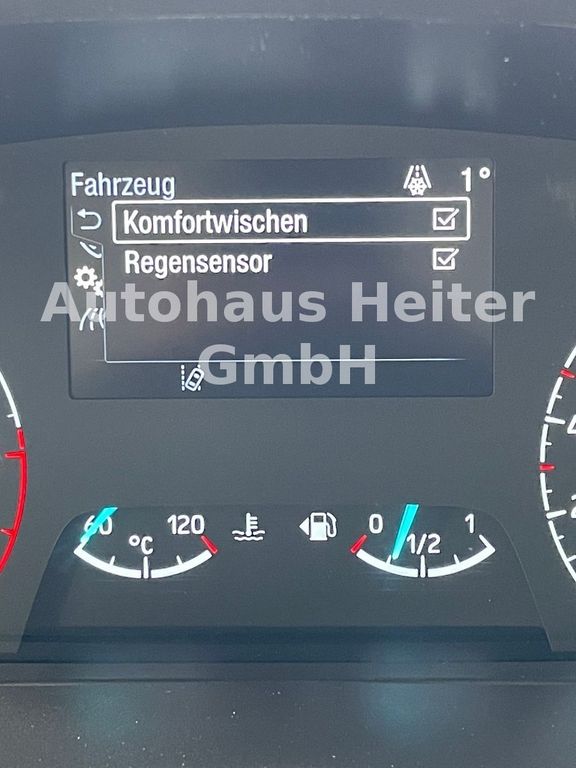 Fahrzeug 1°
Komfortwischen
Regensensor
Autohaus Heiter
GmbH
60 120 0 1
°C 1/2